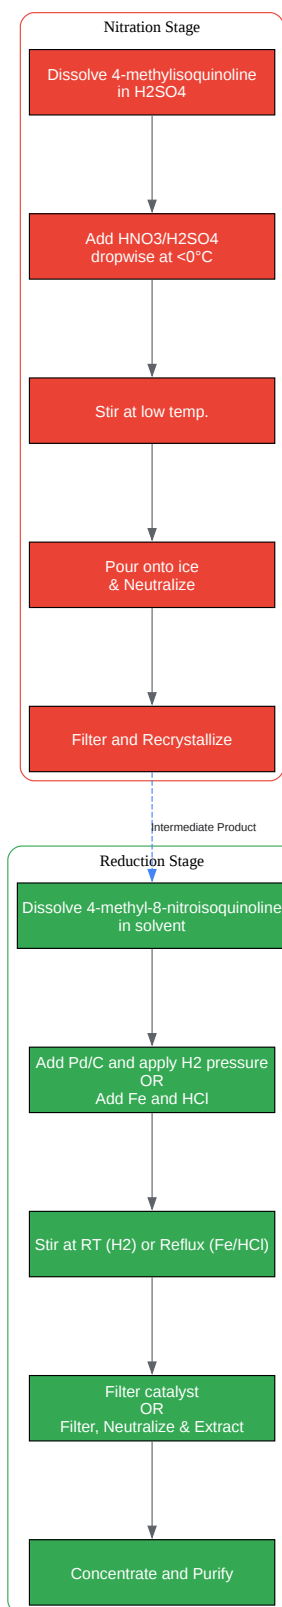 Nitration Stage
Dissolve 4-methylisoquinoline
in H2SO4
Add HNO3/H2SO4
dropwise at <0°C
Stir at low temp.
Pour onto ice
& Neutralize
Filter and Recrystallize
Intermediate Product
Reduction Stage
Dissolve 4-methyl-8-nitroisoquinoline
in solvent
Add Pd/C and apply H2 pressure
OR
Add Fe and HCl
Stir at RT (H2) or Reflux (Fe/HCl)
Filter catalyst
OR
Filter, Neutralize & Extract
Concentrate and Purify